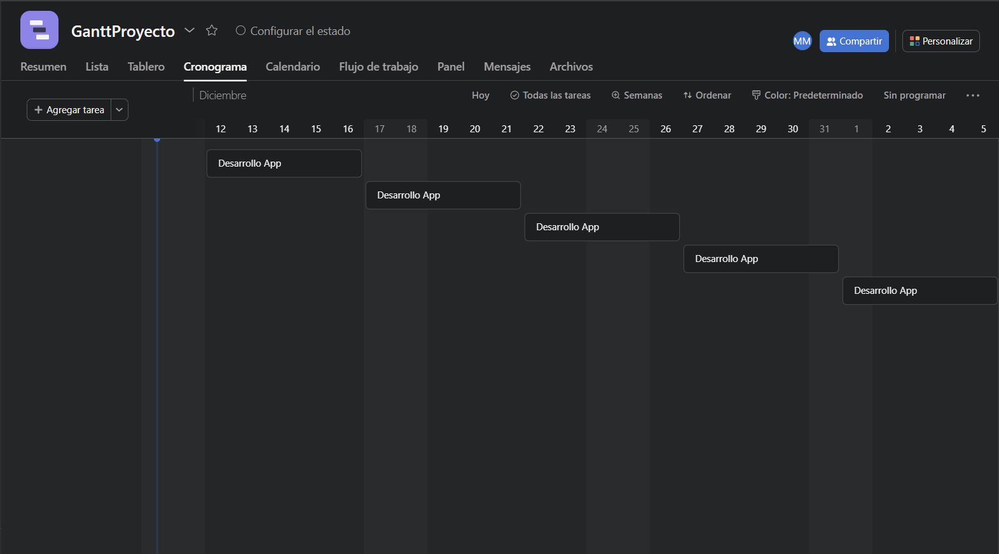 GanttProyecto
Configurar el estado
MM
Compartir
Personalizar
Resumen
Lista
Tablero
Cronograma
Calendario
Flujo de trabajo
Panel
Mensajes
Archivos
Agregar tarea
Diciembre
Hoy
Todas las tareas
Semanas
Ordenar
Color: Predeterminado
Sin programar
12 13 14 15 16 17 18 19 20 21 22 23 24 25 26 27 28 29 30 31 1 2 3 4 5
Desarrollo App
Desarrollo App
Desarrollo App
Desarrollo App
Desarrollo App